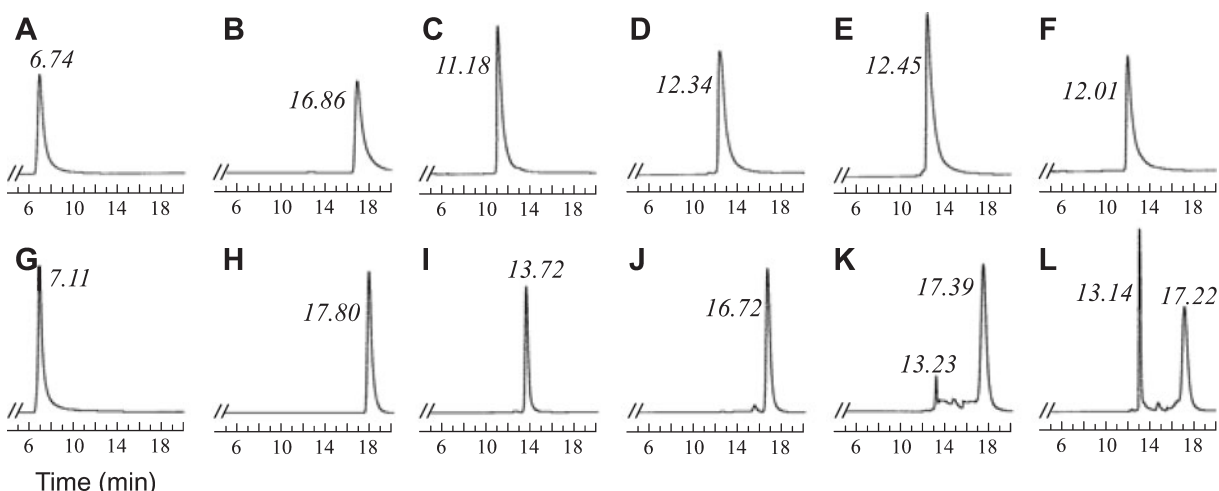 A B C D E F
6.74 16.86 11.18 12.34 12.45 12.01
6 10 14 18 6 10 14 18 6 10 14 18 6 10 14 18 6 10 14 18 6 10 14 18
G H I J K L
7.11 17.80 13.72 16.72 13.23 17.39 13.14 17.22
6 10 14 18 6 10 14 18 6 10 14 18 6 10 14 18 6 10 14 18 6 10 14 18
Time (min)